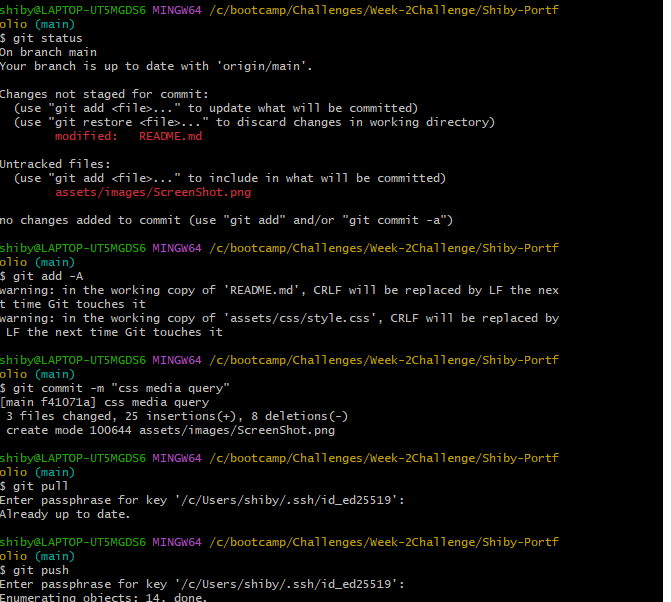 shiby@LAPTOP-UT5MGDS6 MINGW64 /c/bootcamp/Challenges/Week-2Challenge/Shiby-Portf
olio (main)
$ git status
On branch main
Your branch is up to date with 'origin/main'.
Changes not staged for commit:
(use "git add <file>..." to update what will be committed)
(use "git restore <file>..." to discard changes in working directory)
modified:   README.md
Untracked files:
(use "git add <file>..." to include in what will be committed)
assets/images/ScreenShot.png
no changes added to commit (use "git add" and/or "git commit -a")
shiby@LAPTOP-UT5MGDS6 MINGW64 /c/bootcamp/Challenges/Week-2Challenge/Shiby-Portf
olio (main)
$ git add -A
warning: in the working copy of 'README.md', CRLF will be replaced by LF the nex
t time Git touches it
warning: in the working copy of 'assets/css/style.css', CRLF will be replaced by
LF the next time Git touches it
shiby@LAPTOP-UT5MGDS6 MINGW64 /c/bootcamp/Challenges/Week-2Challenge/Shiby-Portf
olio (main)
$ git commit -m "css media query"
[main f41071a] css media query
3 files changed, 25 insertions(+), 8 deletions(-)
create mode 100644 assets/images/ScreenShot.png
shiby@LAPTOP-UT5MGDS6 MINGW64 /c/bootcamp/Challenges/Week-2Challenge/Shiby-Portf
olio (main)
$ git pull
Enter passphrase for key '/c/Users/shiby/.ssh/id_ed25519':
Already up to date.
shiby@LAPTOP-UT5MGDS6 MINGW64 /c/bootcamp/Challenges/Week-2Challenge/Shiby-Portf
olio (main)
$ git push
Enter passphrase for key '/c/Users/shiby/.ssh/id_ed25519':
Enumerating objects: 14, done.